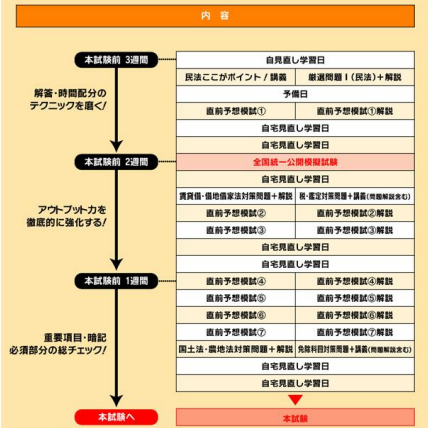 内 容
本試験前 3週間
自見直し学習日
民法ここがポイント / 講義
厳選問題Ⅰ(民法)+解説
解答・時間配分の
テクニックを磨く!
予備日
直前予想模試①
直前予想模試①解説
自宅見直し学習日
自宅見直し学習日
本試験前 2週間
全国統一公開模擬試験
自宅見直し学習日
賃貸借・借地借家法対策問題+解説
税・鑑定対策問題+講義(問題解説含む)
アウトプット力を
徹底的に強化する!
直前予想模試②
直前予想模試②解説
直前予想模試③
直前予想模試③解説
自宅見直し学習日
自宅見直し学習日
本試験前 1週間
直前予想模試④
直前予想模試④解説
直前予想模試⑤
直前予想模試⑤解説
直前予想模試⑥
直前予想模試⑥解説
重要項目・暗記
必須部分の総チェック!
直前予想模試⑦
直前予想模試⑦解説
国土法・農地法対策問題+解説
免除科目対策問題+講義(問題解説含む)
自宅見直し学習日
自宅見直し学習日
本試験へ
本試験